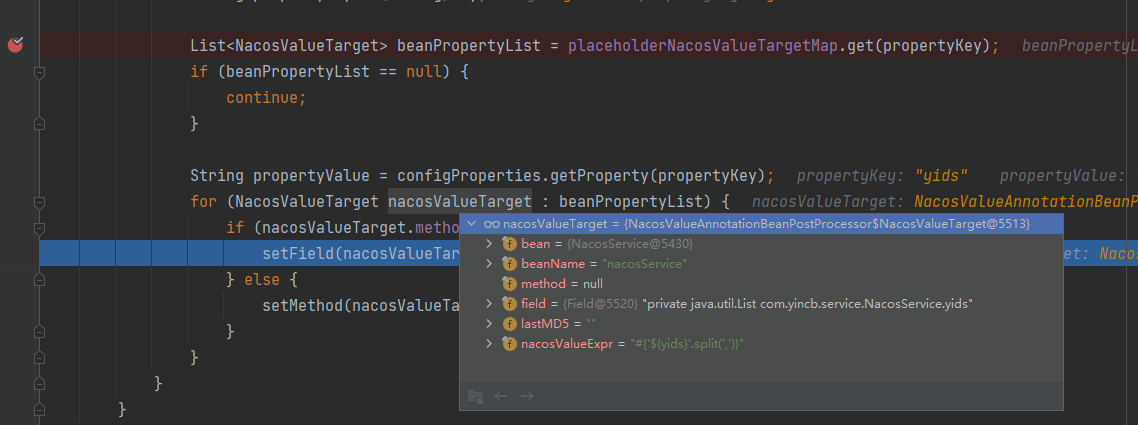 List<NacosValueTarget> beanPropertyList = placeholderNacosValueTargetMap.get(propertyKey);
if (beanPropertyList == null) {
continue;
}
String propertyValue = configProperties.getProperty(propertyKey); propertyKey: "yids" propertyValue:
for (NacosValueTarget nacosValueTarget : beanPropertyList) { nacosValueTarget: NacosValueAnnotationBeanP
if (nacosValueTarget.metho
nacosValueTarget = {NacosValueAnnotationBeanPostProcessor$NacosValueTarget@5513}
bean = {NacosService@5430}
setField(nacosValueTar et: Naco
beanName = "nacosService"
} else {
method = null
setMethod(nacosValueTa
field = {Field@5520} "private java.util.List com.yincb.service.NacosService.yids"
}
lastMD5 = ""
}
nacosValueExpr = "#{'${yids}'.split(',')}"
}
}